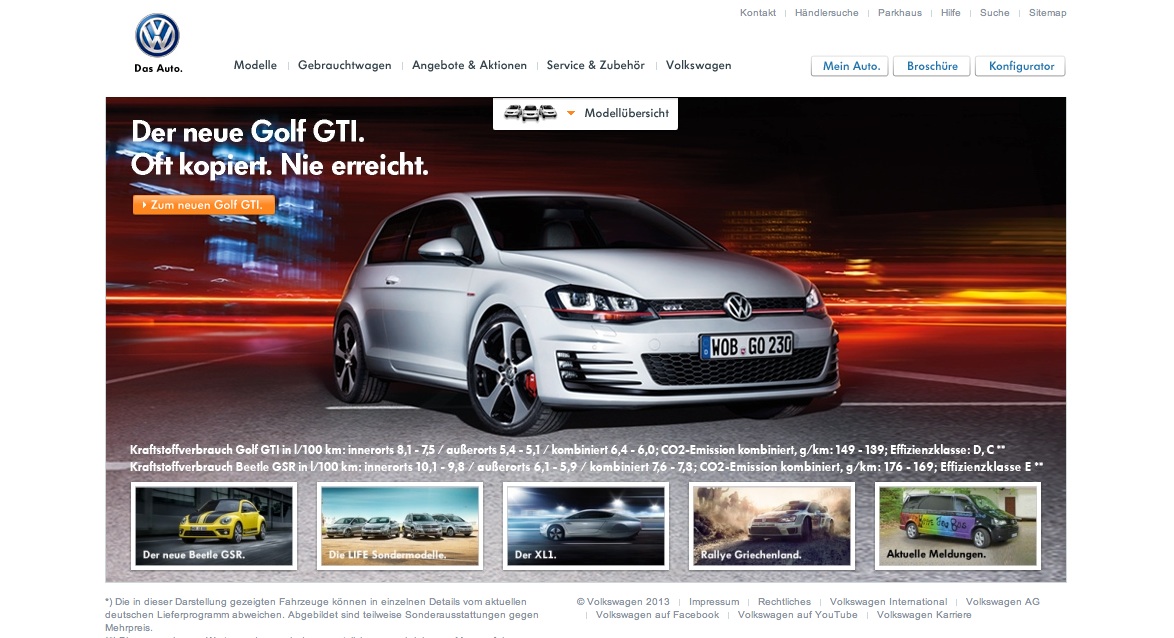 Kontakt | Händlersuche | Parkhaus | Hilfe | Suche | Sitemap
Das Auto.
Modelle | Gebrauchtwagen | Angebote & Aktionen | Service & Zubehör | Volkswagen
Mein Auto. Broschüre Konfigurator
Modellübersicht
Der neue Golf GTI.
Oft kopiert. Nie erreicht.
Zum neuen Golf GTI.
GTI
WOB GO 230
Kraftstoffverbrauch Golf GTI in l/100 km: innerorts 8,1 - 7,5 / außerorts 5,4 - 5,1 / kombiniert 6,4 - 6,0; CO2-Emission kombiniert, g/km: 149 - 139; Effizienzklasse: D, C **
Kraftstoffverbrauch Beetle GSR in l/100 km: innerorts 10,1 - 9,8 / außerorts 6,1 - 5,9 / kombiniert 7,6 - 7,3; CO2-Emission kombiniert, g/km: 176 - 169; Effizienzklasse E **
Der neue Beetle GSR.
Die LIFE Sondermodelle.
Der XL1.
Rallye Griechenland.
Aktuelle Meldungen.
*) Die in dieser Darstellung gezeigten Fahrzeuge können in einzelnen Details vom aktuellen
deutschen Lieferprogramm abweichen. Abgebildet sind teilweise Sonderausstattungen gegen
Mehrpreis.
© Volkswagen 2013 | Impressum | Rechtliches | Volkswagen International | Volkswagen AG
| Volkswagen auf Facebook | Volkswagen auf YouTube | Volkswagen Karriere